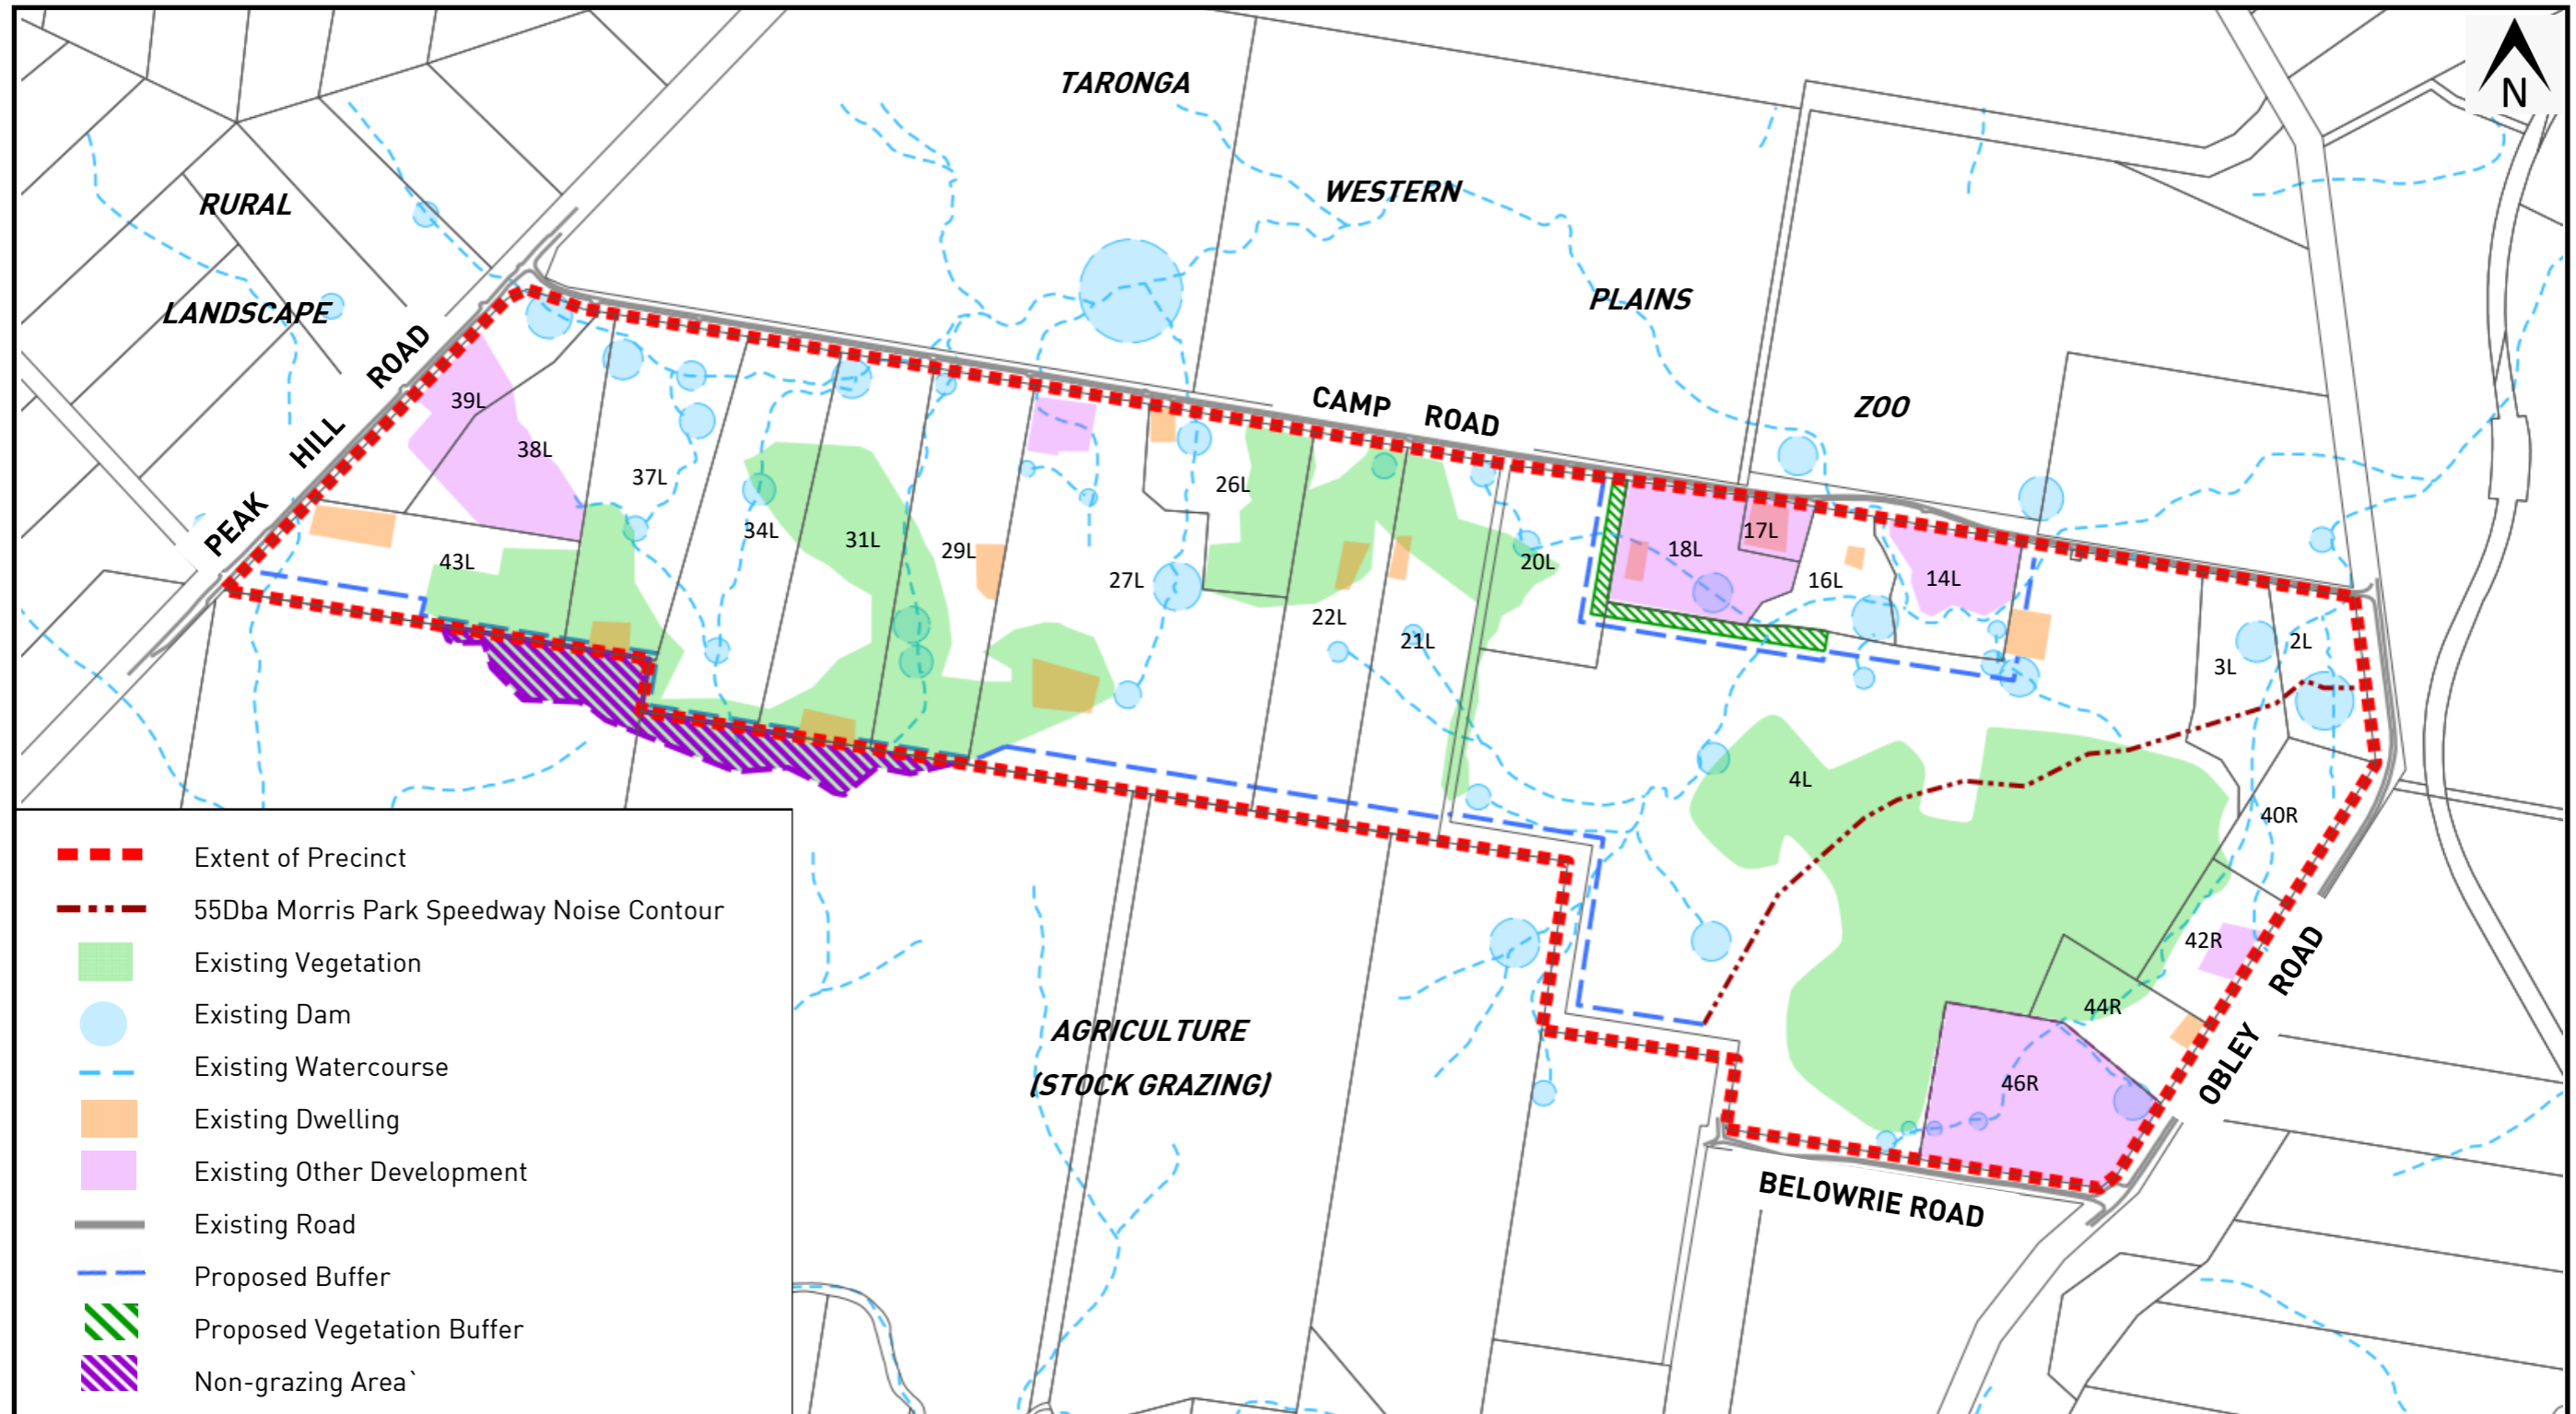 N
TARONGA
WESTERN
PLAINS
ZOO
RURAL
LANDSCAPE
PEAK HILL ROAD
CAMP ROAD
39L
38L
37L
43L
34L
31L
29L
27L
26L
22L
21L
20L
18L
17L
16L
14L
4L
3L
2L
40R
42R
44R
46R
OBLEY ROAD
BELOWRIE ROAD
AGRICULTURE
(STOCK GRAZING)
Extent of Precinct
55Dba Morris Park Speedway Noise Contour
Existing Vegetation
Existing Dam
Existing Watercourse
Existing Dwelling
Existing Other Development
Existing Road
Proposed Buffer
Proposed Vegetation Buffer
Non-grazing Area`